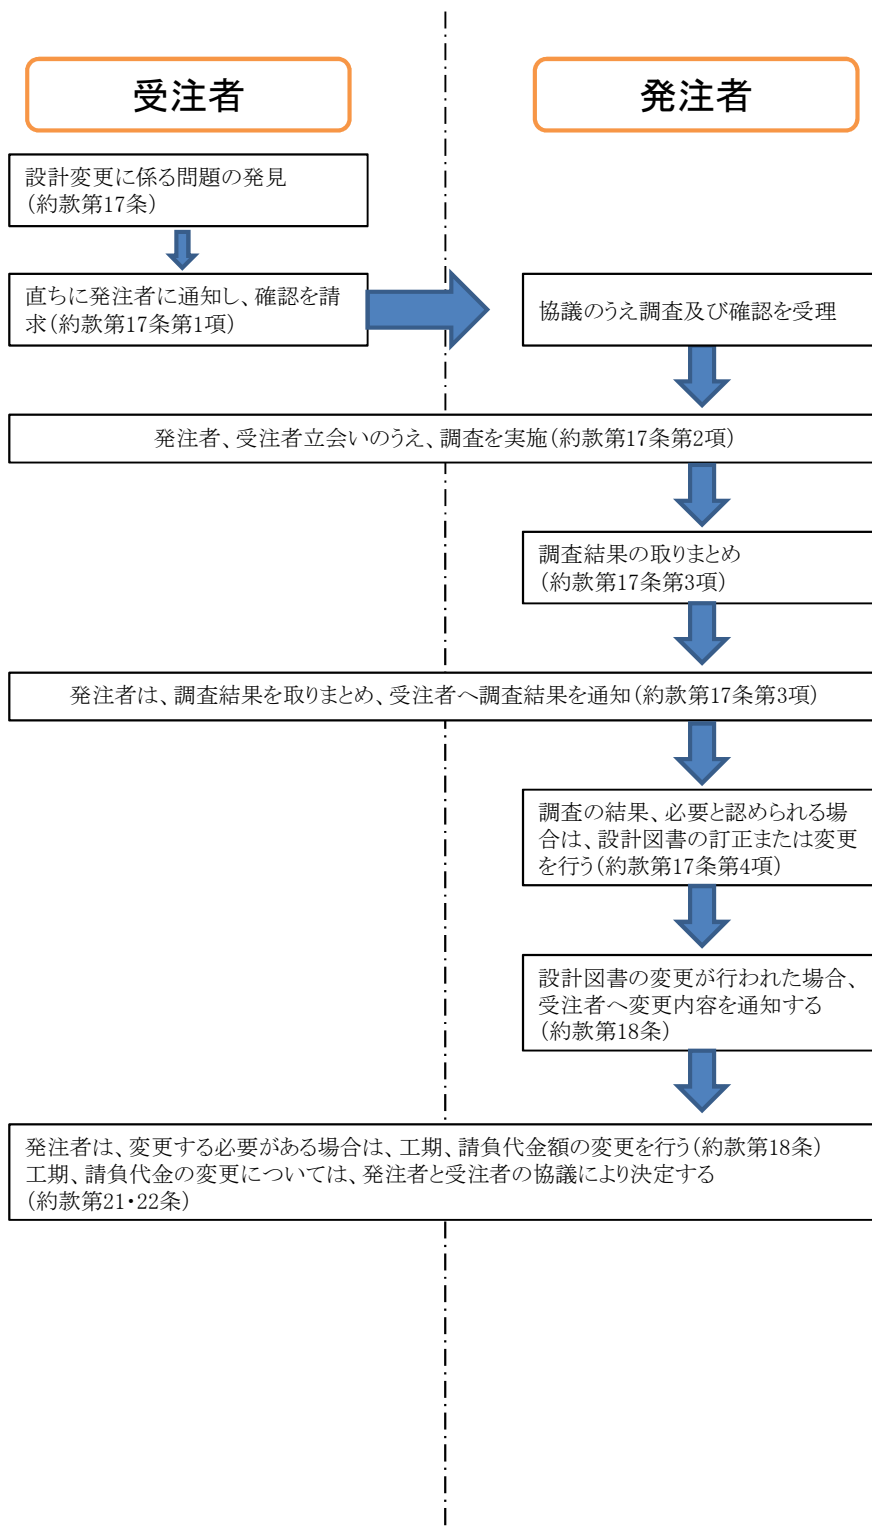 受注者
発注者
設計変更に係る問題の発見
(約款第17条)
直ちに発注者に通知し、確認を請
求(約款第17条第1項)
協議のうえ調査及び確認を受理
発注者、受注者立会いのうえ、調査を実施(約款第17条第2項)
調査結果の取りまとめ
(約款第17条第3項)
発注者は、調査結果を取りまとめ、受注者へ調査結果を通知(約款第17条第3項)
調査の結果、必要と認められる場
合は、設計図書の訂正または変更
を行う(約款第17条第4項)
設計図書の変更が行われた場合、
受注者へ変更内容を通知する
(約款第18条)
発注者は、変更する必要がある場合は、工期、請負代金額の変更を行う(約款第18条)
工期、請負代金の変更については、発注者と受注者の協議により決定する
(約款第21・22条)